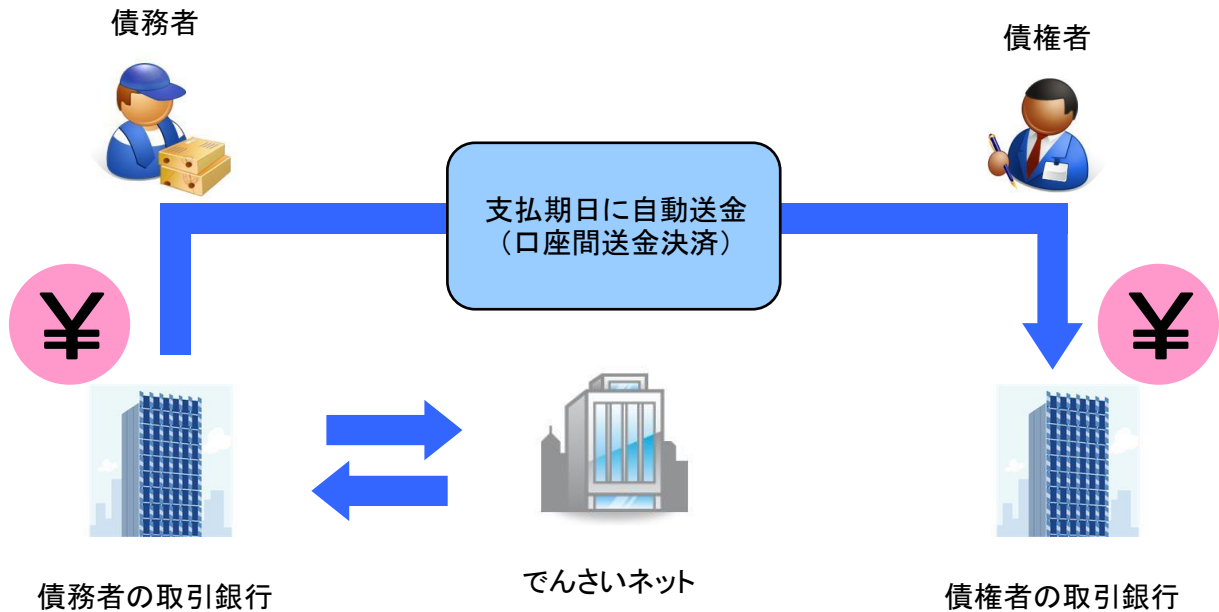 債務者
債権者
支払期日に自動送金
（口座間送金決済）
¥
¥
債務者の取引銀行
でんさいネット
債権者の取引銀行